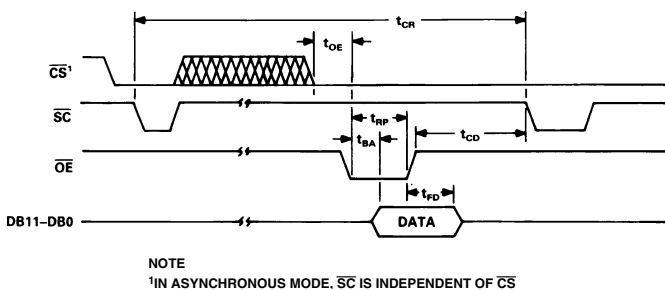 tCR
tOE
CS1
SC
tRP
tCD
tBA
OE
tFD
DB11–DB0
DATA
NOTE
1IN ASYNCHRONOUS MODE, SC IS INDEPENDENT OF CS